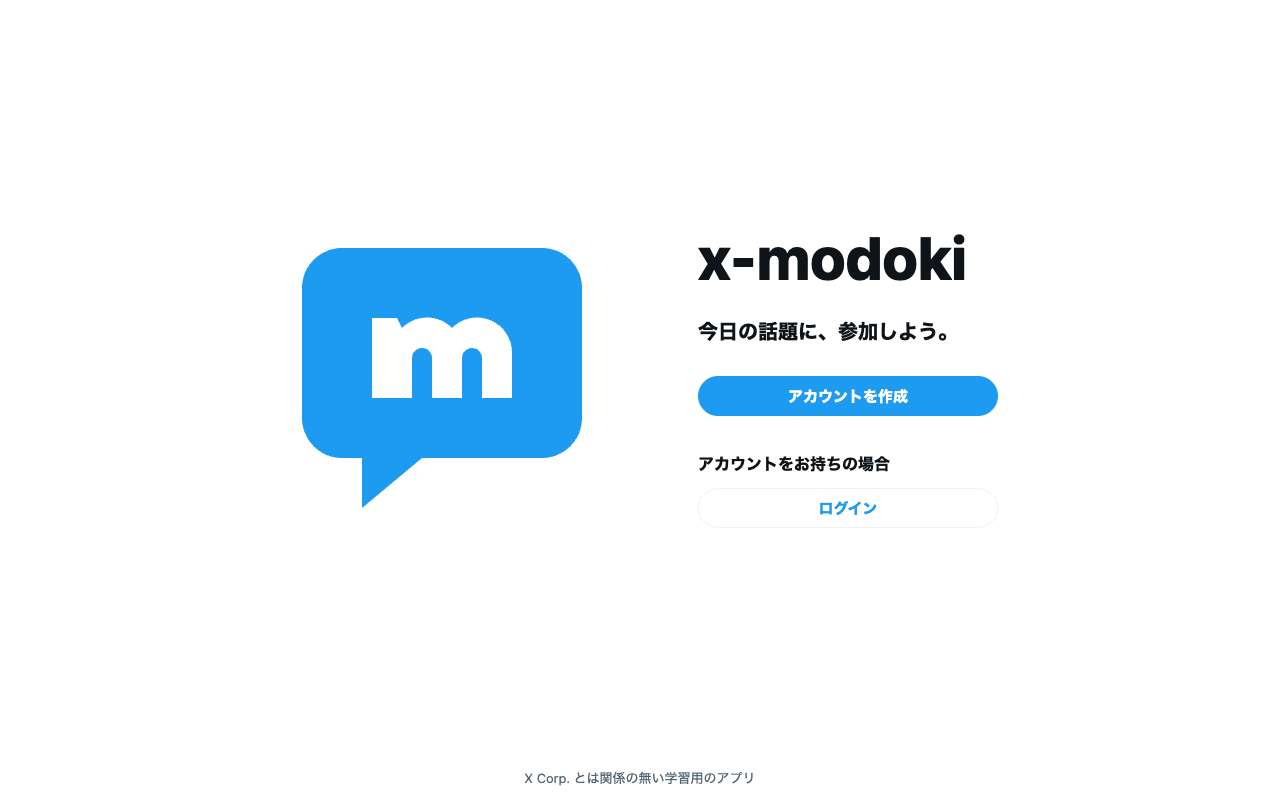 m
x-modoki
今日の話題に、参加しよう。
アカウントを作成
アカウントをお持ちの場合
ログイン
X Corp. とは関係の無い学習用のアプリ